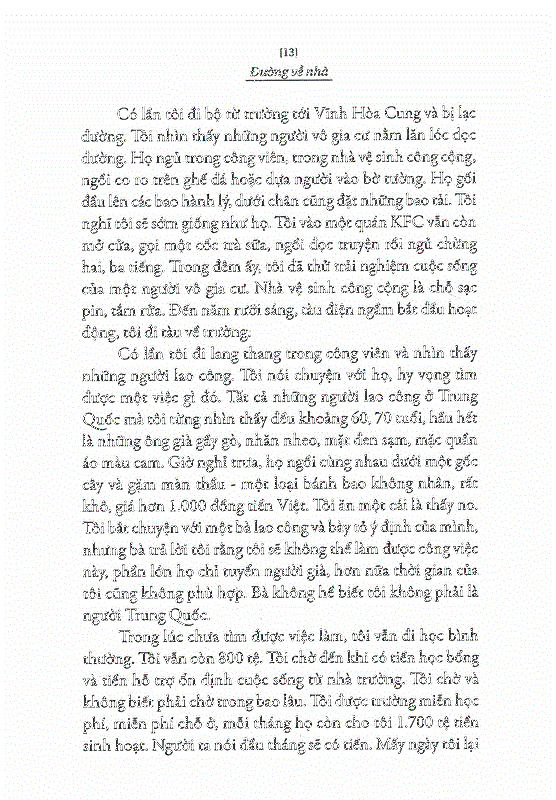 [13]
Đường về nhà
Có lần tôi đi bộ từ trường tới Vĩnh Hòa Cung và bị lạc
đường. Tôi nhìn thấy những người vô gia cư nằm lăn lóc dọc
đường. Họ ngủ trong công viên, trong nhà vệ sinh công cộng,
ngồi co ro trên ghế đá hoặc dựa người vào bờ tường. Họ gối
đầu lên các bao hành lý, dưới chân cũng đặt những bao tải. Tôi
nghĩ tôi sẽ sớm giống như họ. Tôi vào một quán KFC vẫn còn
mở cửa, gọi một cốc trà sữa, ngồi đọc truyện rồi ngủ chừng
hai, ba tiếng. Trong đêm ấy, tôi đã thử trải nghiệm cuộc sống
của một người vô gia cư. Nhà vệ sinh công cộng là chỗ sạc
pin, tắm rửa. Đến năm rưỡi sáng, tàu điện ngầm bắt đầu hoạt
động, tôi đi tàu về trường.
Có lần tôi đi lang thang trong công viên và nhìn thấy
những người lao công. Tôi nói chuyện với họ, hy vọng tìm
được một việc gì đó. Tất cả những người lao công ở Trung
Quốc mà tôi từng nhìn thấy đều khoảng 60, 70 tuổi, hầu hết
là những ông già gầy gò, nhăn nheo, mặt đen sạm, mặc quần
áo màu cam. Giờ nghỉ trưa, họ ngồi cùng nhau dưới một gốc
cây và gặm màn thầu - một loại bánh bao không nhân, rất
khô, giá hơn 1.000 đồng tiền Việt. Tôi ăn một cái là thấy no.
Tôi bắt chuyện với một bà lao công và bày tỏ ý định của mình,
nhưng bà trả lời tôi rằng tôi sẽ không thể làm được công việc
này, phần lớn họ chỉ tuyển người già, hơn nữa thời gian của
tôi cũng không phù hợp. Bà không hề biết tôi không phải là
người Trung Quốc.
Trong lúc chưa tìm được việc làm, tôi vẫn đi học bình
thường. Tôi vẫn còn 800 tệ. Tôi chờ đến khi có tiền học bổng
và tiền hỗ trợ ổn định cuộc sống từ nhà trường. Tôi chờ và
không biết phải chờ trong bao lâu. Tôi được trường miễn học
phí, miễn phí chỗ ở, mỗi tháng họ còn cho tôi 1.700 tệ tiền
sinh hoạt. Người ta nói đầu tháng sẽ có tiền. Mấy ngày tôi lại